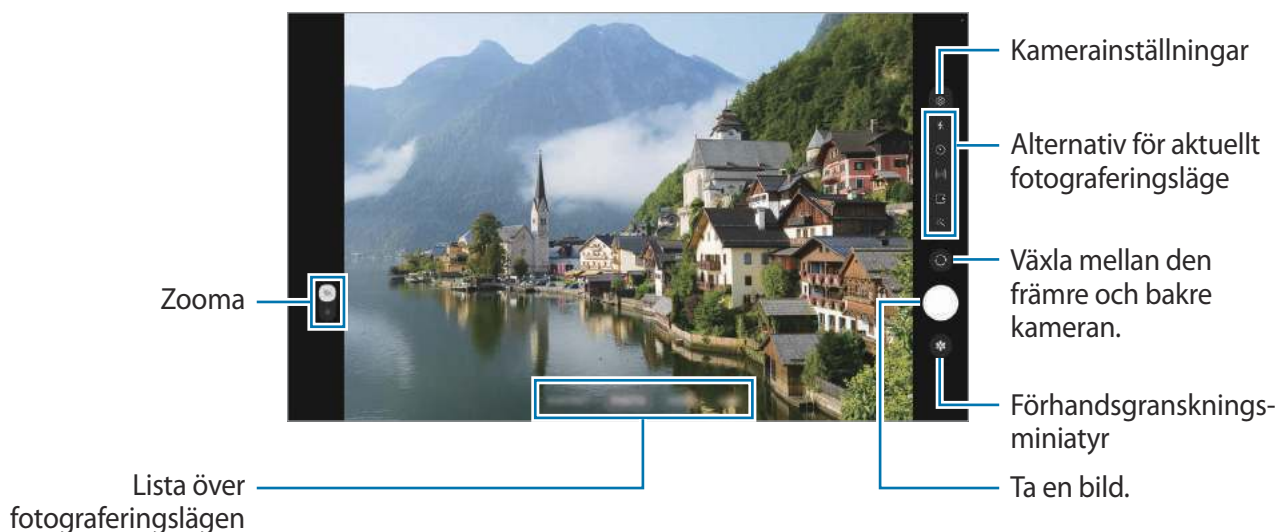 Kamerainställningar
Alternativ för aktuellt
fotograferingsläge
Växla mellan den
främre och bakre
kameran.
Zooma
Förhandsgransknings-
miniatyr
Lista över
fotograferingslägen
Ta en bild.